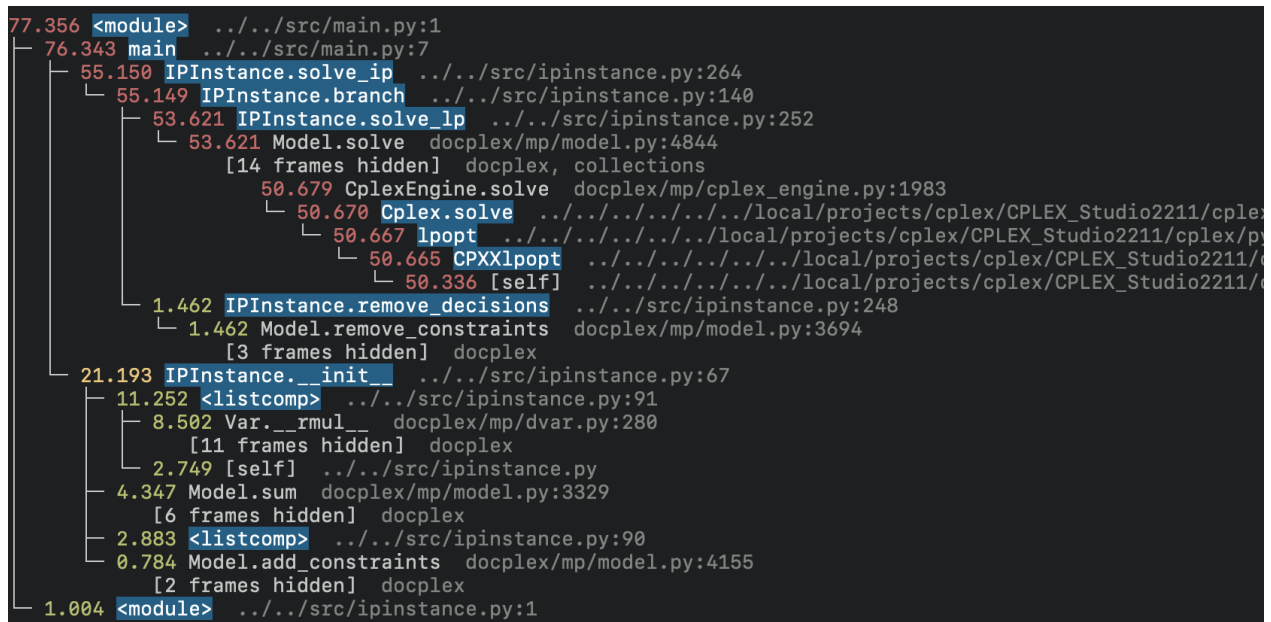 77.356 <module> ../../src/main.py:1
76.343 main ../../src/main.py:7
55.150 IPInstance.solve_ip ../../src/ipinstance.py:264
55.149 IPInstance.branch ../../src/ipinstance.py:140
53.621 IPInstance.solve_lp ../../src/ipinstance.py:252
53.621 Model.solve docplex/mp/model.py:4844
[14 frames hidden] docplex, collections
50.679 CplexEngine.solve docplex/mp/cplex_engine.py:1983
50.670 Cplex.solve ../../../../../../local/projects/cplex/CPLEX_Studio2211/cplex
50.667 lpopt ../../../../../../local/projects/cplex/CPLEX_Studio2211/cplex/py
50.665 CPXXlpopt ../../../../../../local/projects/cplex/CPLEX_Studio2211/c
50.336 [self] ../../../../../../local/projects/cplex/CPLEX_Studio2211/c
1.462 IPInstance.remove_decisions ../../src/ipinstance.py:248
1.462 Model.remove_constraints docplex/mp/model.py:3694
[3 frames hidden] docplex
21.193 IPInstance.__init__ ../../src/ipinstance.py:67
11.252 <listcomp> ../../src/ipinstance.py:91
8.502 Var.__rmul__ docplex/mp/dvar.py:280
[11 frames hidden] docplex
2.749 [self] ../../src/ipinstance.py
4.347 Model.sum docplex/mp/model.py:3329
[6 frames hidden] docplex
2.883 <listcomp> ../../src/ipinstance.py:90
0.784 Model.add_constraints docplex/mp/model.py:4155
[2 frames hidden] docplex
1.004 <module> ../../src/ipinstance.py:1